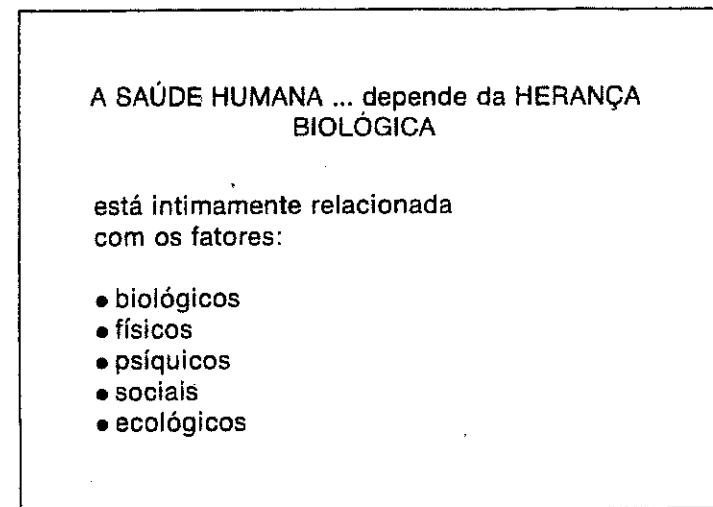 A SAÚDE HUMANA ... depende da HERANÇA
BIOLÓGICA
está intimamente relacionada
com os fatores:
• biológicos
• físicos
• psíquicos
• sociais
• ecológicos